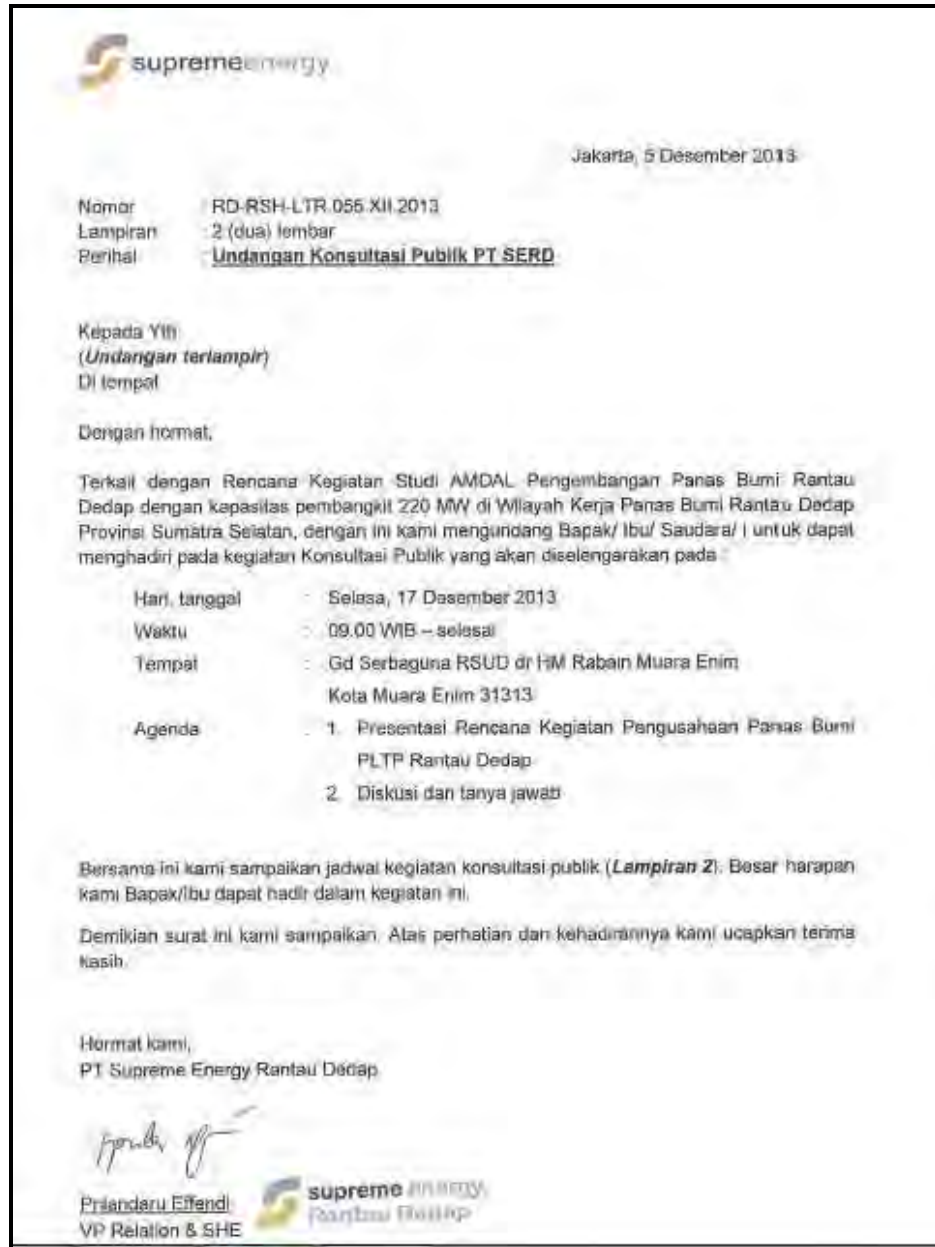 supremeenergy
Jakarta, 5 Desember 2013
Nomor : RD-RSH-LTR.055.XII.2013
Lampiran : 2 (dua) lembar
Perihal : Undangan Konsultasi Publik PT SERD
Kepada Yth
(Undangan terlampir)
Di tempat
Dengan hormat,
Terkait dengan Rencana Kegiatan Studi AMDAL Pengembangan Panas Bumi Rantau
Dedap dengan kapasitas pembangkit 220 MW di Wilayah Kerja Panas Bumi Rantau Dedap
Provinsi Sumatra Selatan, dengan ini kami mengundang Bapak/ Ibu/ Saudara/ i untuk dapat
menghadiri pada kegiatan Konsultasi Publik yang akan diselengarakan pada :
Hari, tanggal : Selasa, 17 Desember 2013
Waktu : 09.00 WIB – selesai
Tempat : Gd Serbaguna RSUD dr HM Rabain Muara Enim
Kota Muara Enim 31313
Agenda : 1. Presentasi Rencana Kegiatan Pengusahaan Panas Bumi
PLTP Rantau Dedap
2. Diskusi dan tanya jawab
Bersama ini kami sampaikan jadwal kegiatan konsultasi publik (Lampiran 2). Besar harapan
kami Bapak/Ibu dapat hadir dalam kegiatan ini.
Demikian surat ini kami sampaikan. Atas perhatian dan kehadirannya kami ucapkan terima
kasih.
Hormat kami,
PT Supreme Energy Rantau Dedap
Priandaru Effendi
VP Relation & SHE
supreme energy
Rantau Dedap